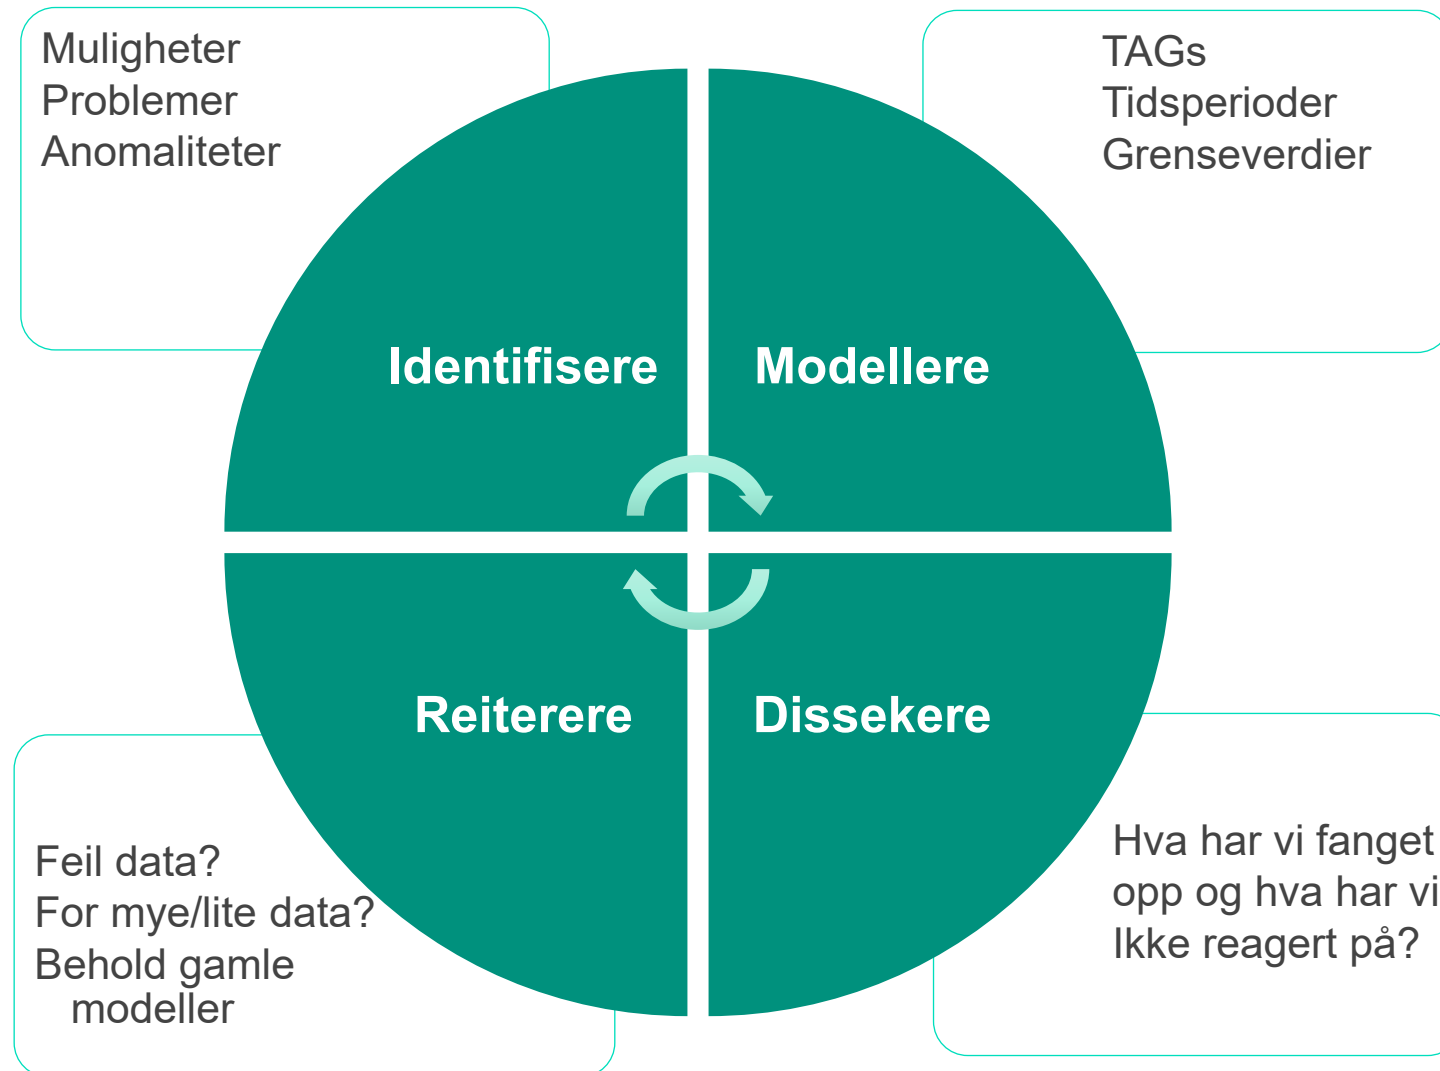 Muligheter
Problemer
Anomaliteter
TAGs
Tidsperioder
Grenseverdier
Identifisere
Modellere
Reiterere
Dissekere
Feil data?
For mye/lite data?
Behold gamle
modeller
Hva har vi fanget
opp og hva har vi
Ikke reagert på?